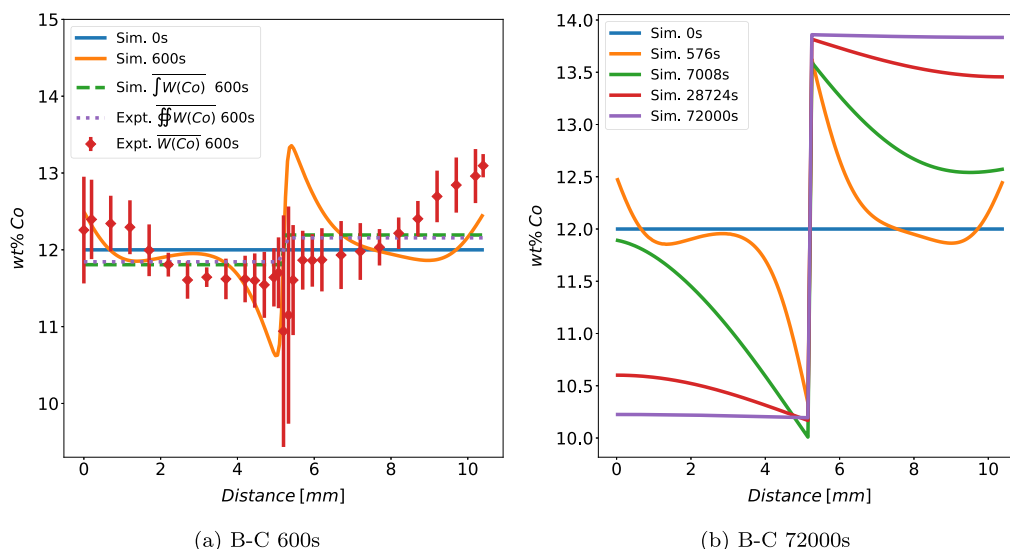 15
14
13
12
11
10
wt% Co
0
2
4
6
8
10
Distance [mm]
Sim. 0s
Sim. 600s
Sim. ∫W(Co) 600s
Expt. ∯W(Co) 600s
Expt. W(Co) 600s
(a) B-C 600s
14.0
13.5
13.0
12.5
12.0
11.5
11.0
10.5
10.0
wt% Co
0
2
4
6
8
10
Distance [mm]
Sim. 0s
Sim. 576s
Sim. 7008s
Sim. 28724s
Sim. 72000s
(b) B-C 72000s